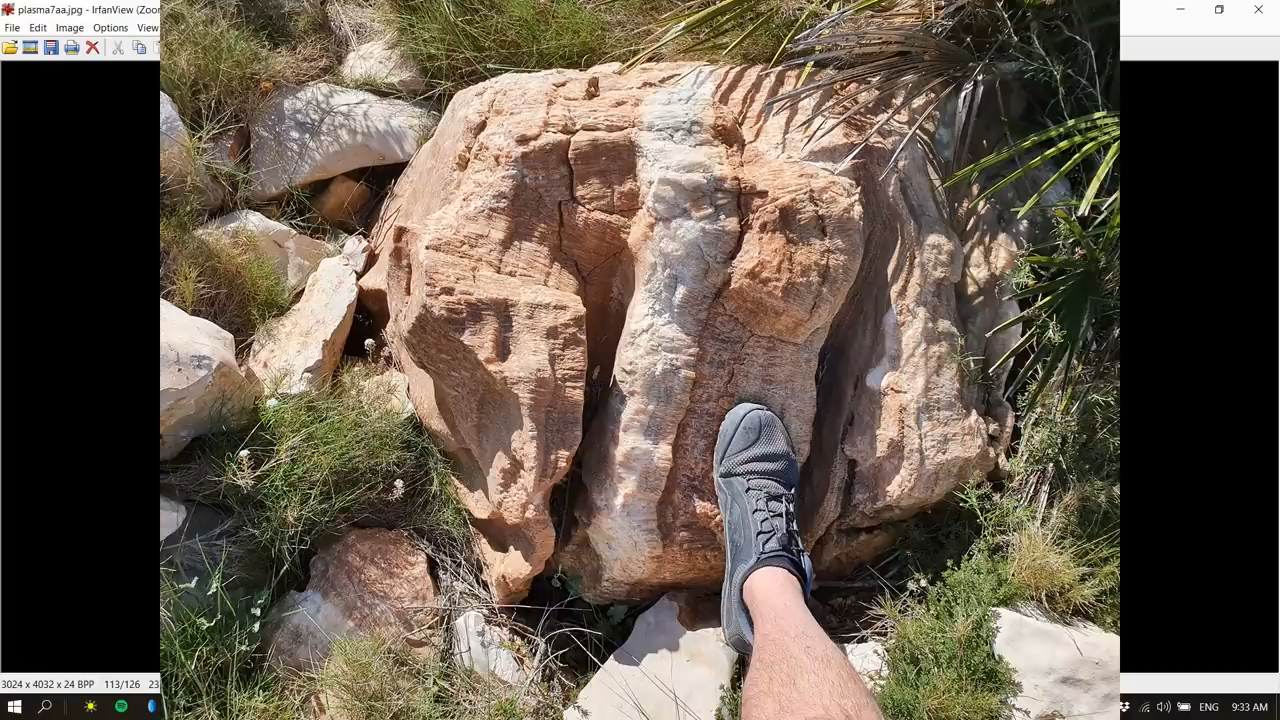 plasma7aa.jpg - IrfanView (Zoor
File Edit Image Options View
3024 x 4032 x 24 BPP 113/126 23
ENG 9:33 AM